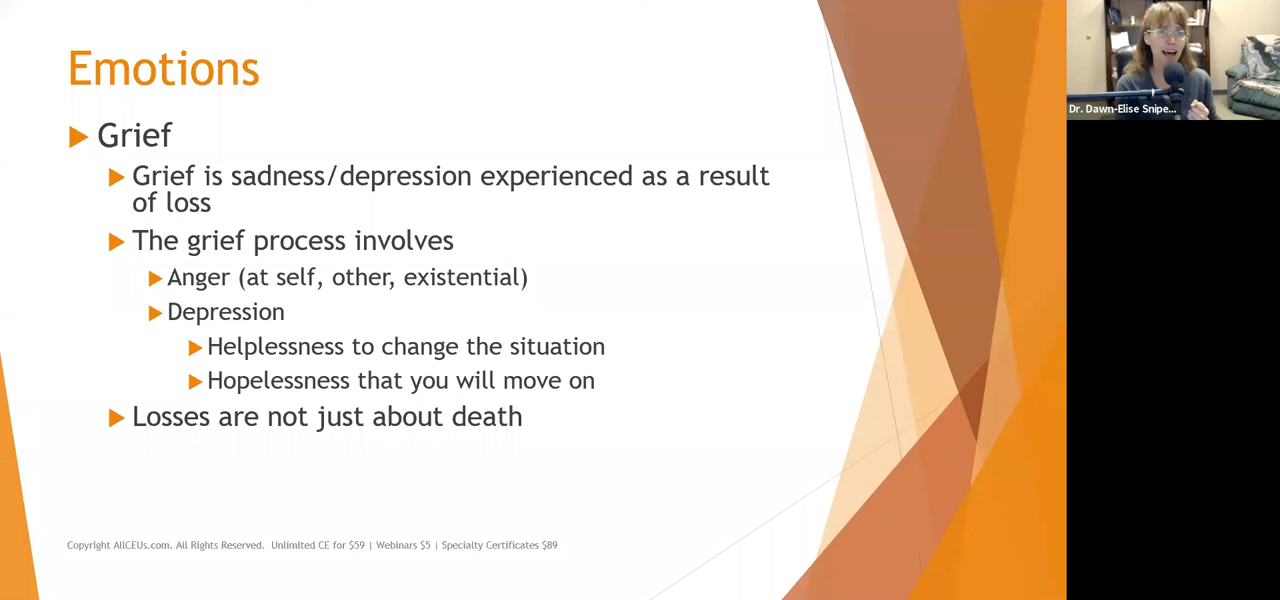 Emotions
Grief
Grief is sadness/depression experienced as a result
of loss
The grief process involves
Anger (at self, other, existential)
Depression
Helplessness to change the situation
Hopelessness that you will move on
Losses are not just about death
Copyright AllCEUs.com. All Rights Reserved. Unlimited CE for $59 | Webinars $5 | Specialty Certificates $89
Dr. Dawn-Elise Snipe...